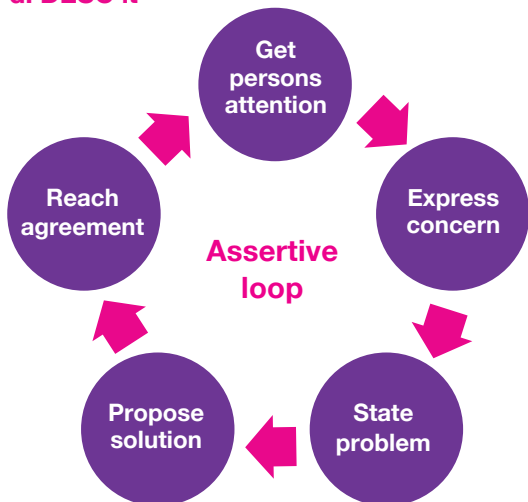 Get
persons
attention
Express
concern
State
problem
Propose
solution
Reach
agreement
Assertive
loop